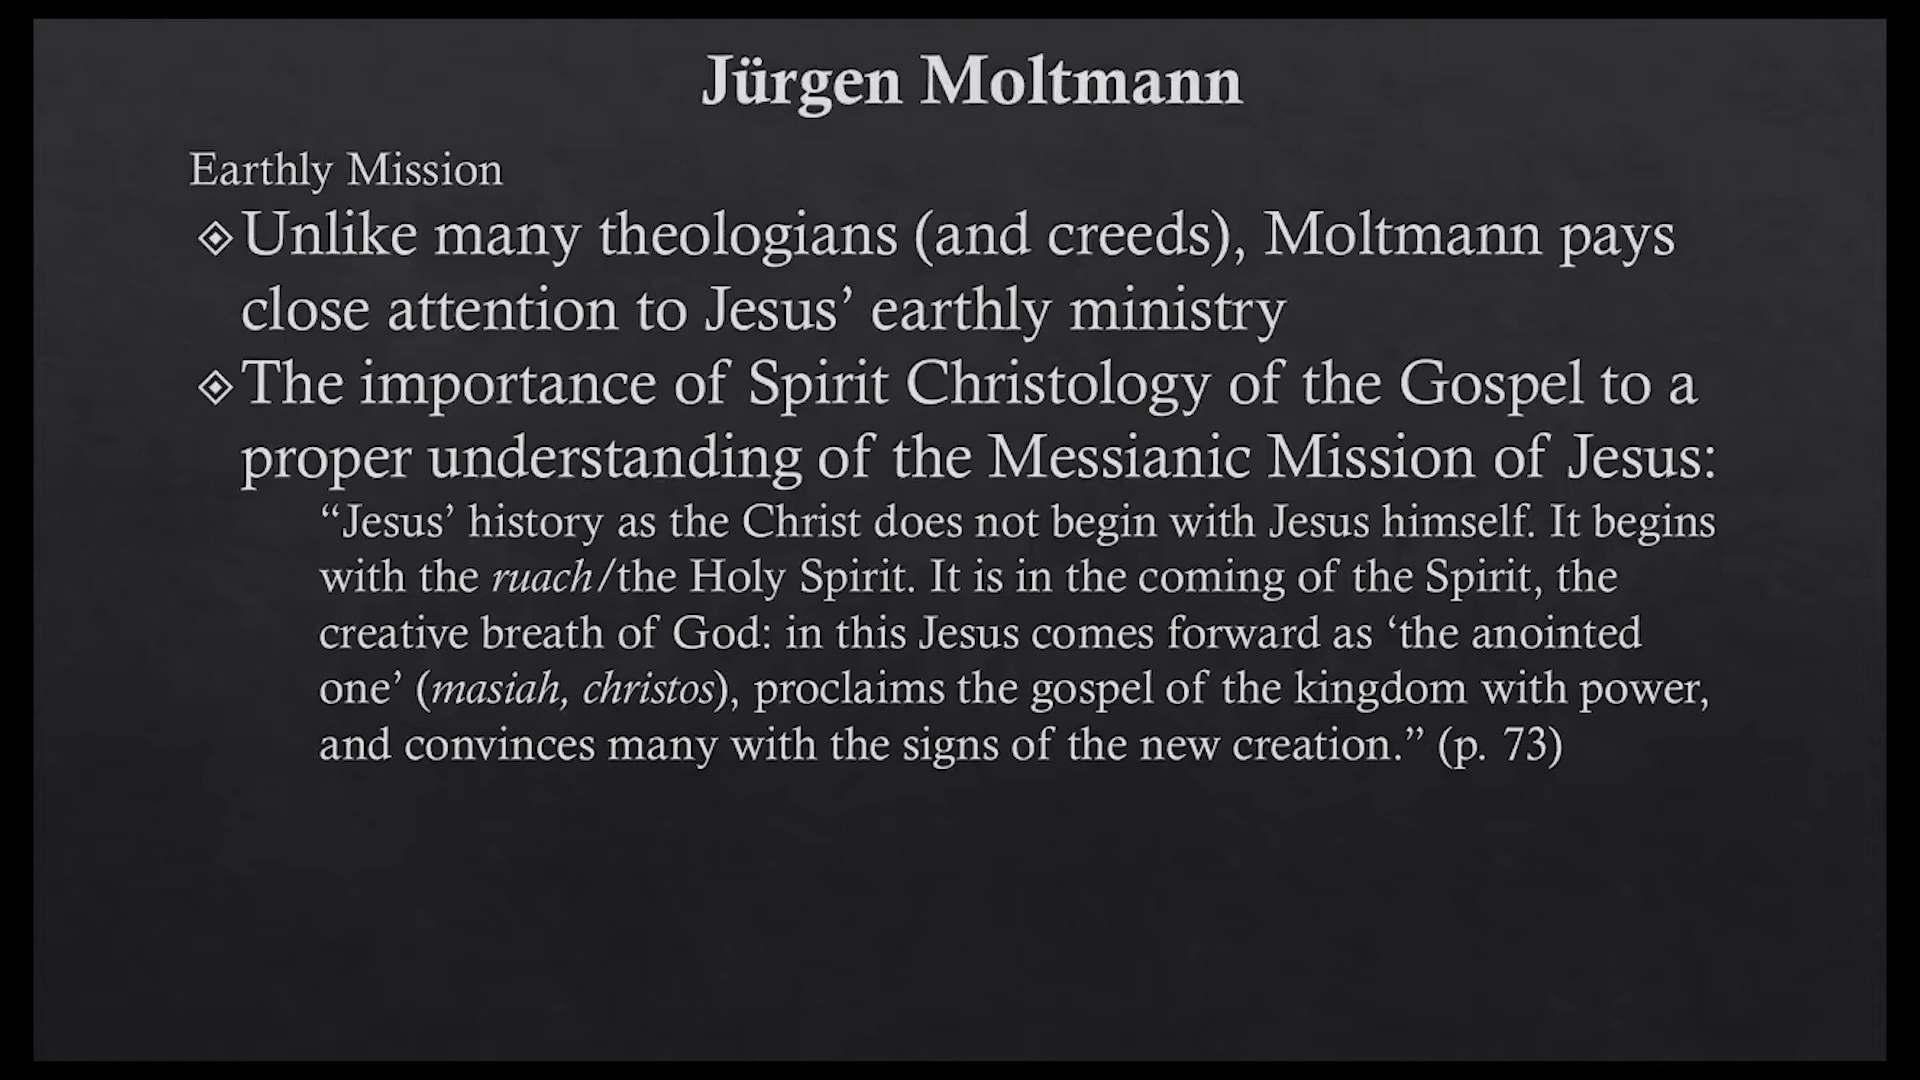 Jürgen Moltmann
Earthly Mission
Unlike many theologians (and creeds), Moltmann pays
close attention to Jesus’ earthly ministry
The importance of Spirit Christology of the Gospel to a
proper understanding of the Messianic Mission of Jesus:
“Jesus’ history as the Christ does not begin with Jesus himself. It begins
with the ruach/the Holy Spirit. It is in the coming of the Spirit, the
creative breath of God: in this Jesus comes forward as ‘the anointed
one’ (masiah, christos), proclaims the gospel of the kingdom with power,
and convinces many with the signs of the new creation.” (p. 73)